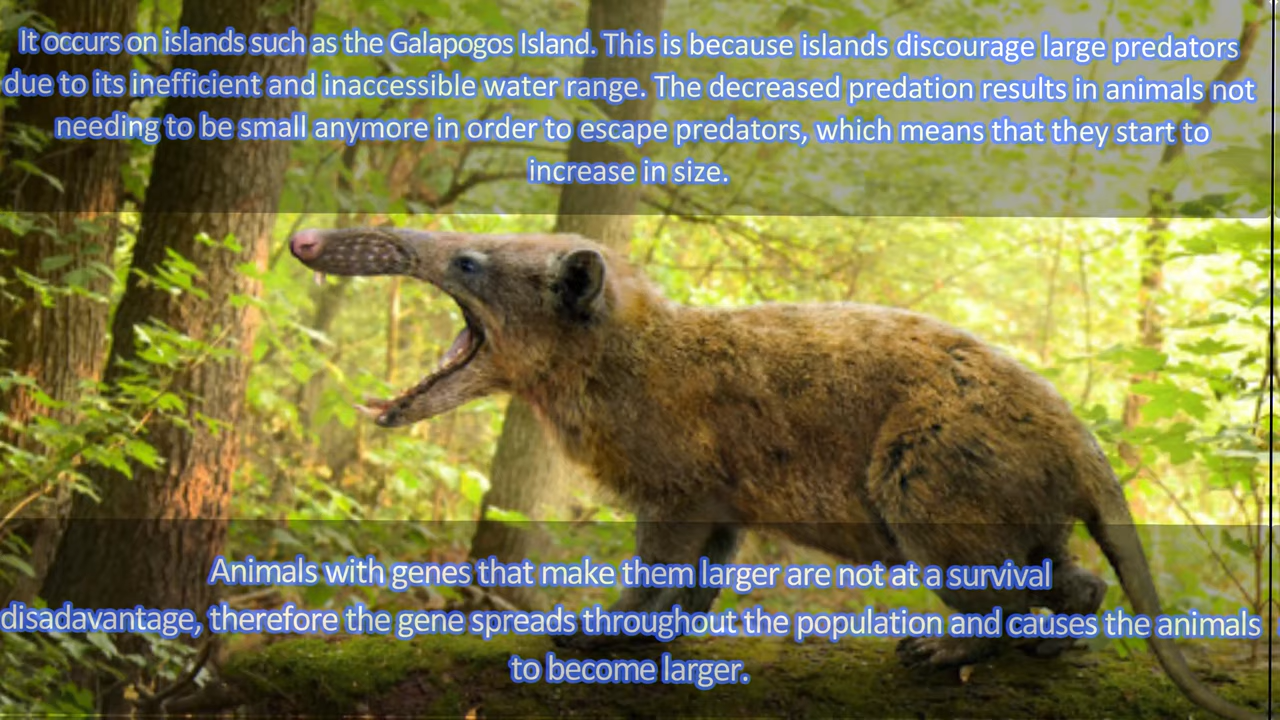 It occurs on islands such as the Galapogos Island. This is because islands discourage large predators
due to its inefficient and inaccessible water range. The decreased predation results in animals not
needing to be small anymore in order to escape predators, which means that they start to
increase in size.
Animals with genes that make them larger are not at a survival
disadavantage, therefore the gene spreads throughout the population and causes the animals
to become larger.